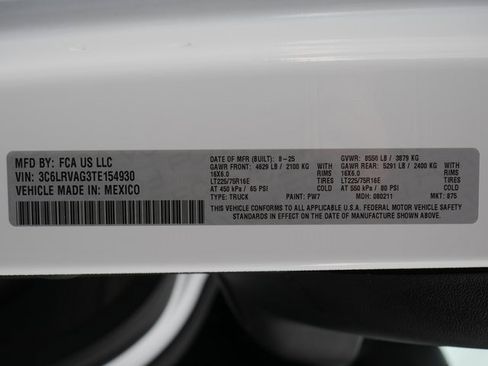 MFD BY: FCA US LLC
VIN: 3C6LRVAG3TE154930
VEHICLE MADE IN: MEXICO
DATE OF MFR (BUILT): 8-25 GVWR: 8550 LB / 3879 KG
GAWR FRONT: 4629 LB / 2100 KG GAWR REAR: 5291 LB / 2400 KG
16X6.0 RIMS 16X6.0 RIMS
LT225/75R16E TIRES LT225/75R16E TIRES
AT 450 kPa / 65 PSI COLD AT 550 kPa / 80 PSI COLD
TYPE: TRUCK PAINT: PW7 MDH: 080211 MKT: 875
THIS VEHICLE CONFORMS TO ALL APPLICABLE U.S.A. FEDERAL MOTOR VEHICLE SAFETY
STANDARDS IN EFFECT ON THE DATE OF MANUFACTURE SHOWN ABOVE.